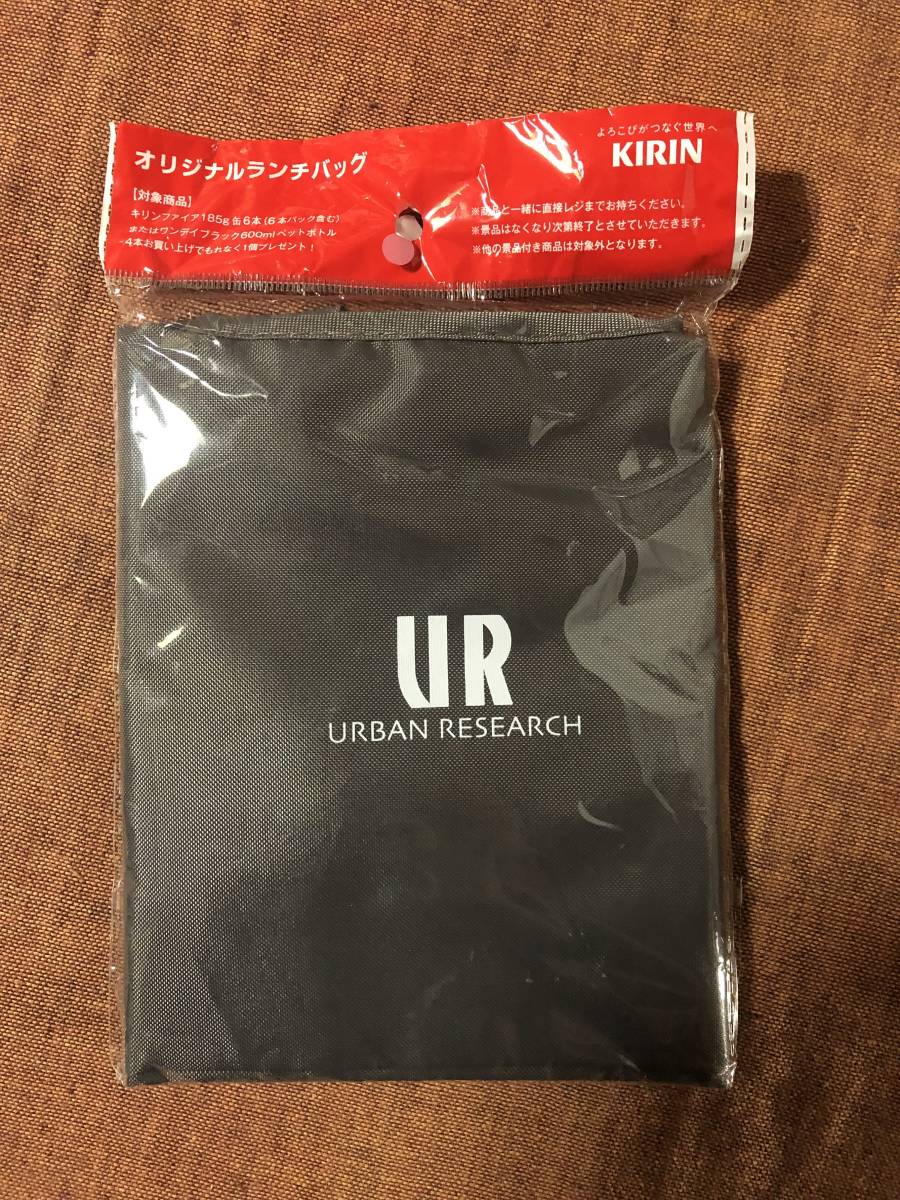 オリジナルランチバッグ
【対象商品】
キリンファイア185g缶6本(6本パック含む)
またはワンデイブラック600mlペットボトル
4本お買い上げでもれなく1個プレゼント!
よろこびがつなぐ世界へ
KIRIN
※商品と一緒に直接レジまでお持ちください。
※景品はなくなり次第終了とさせていただきます。
※他の景品付き商品は対象外となります。
UR
URBAN RESEARCH